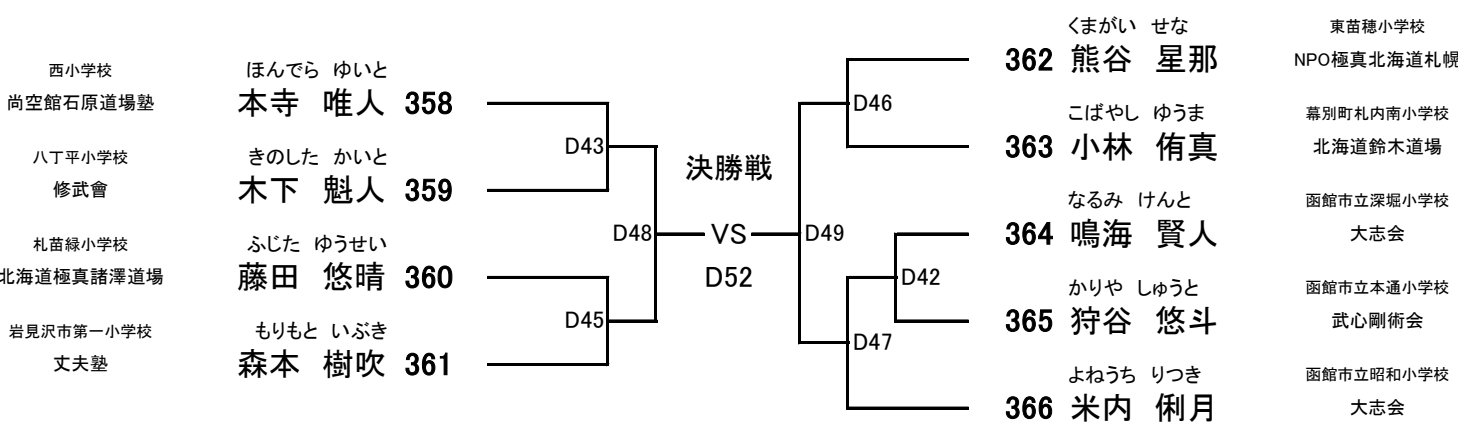 西小学校 ほんでら ゆいと
尚空館石原道場塾 本寺 唯人 358
八丁平小学校 きのした かいと
修武會 木下 魁人 359
札苗緑小学校 ふじた ゆうせい
北海道極真諸澤道場 藤田 悠晴 360
岩見沢市第一小学校 もりもと いぶき
丈夫塾 森本 樹吹 361
D43
D45
D48
決勝戦
VS
D52
D49
D46
D42
D47
くまがい せな 東苗穂小学校
362 熊谷 星那 NPO極真北海道札幌
こばやし ゆうま 幕別町札内南小学校
363 小林 侑真 北海道鈴木道場
なるみ けんと 函館市立深堀小学校
364 鳴海 賢人 大志会
かりや しゅうと 函館市立本通小学校
365 狩谷 悠斗 武心剛術会
よねうち りつき 函館市立昭和小学校
366 米内 俐月 大志会